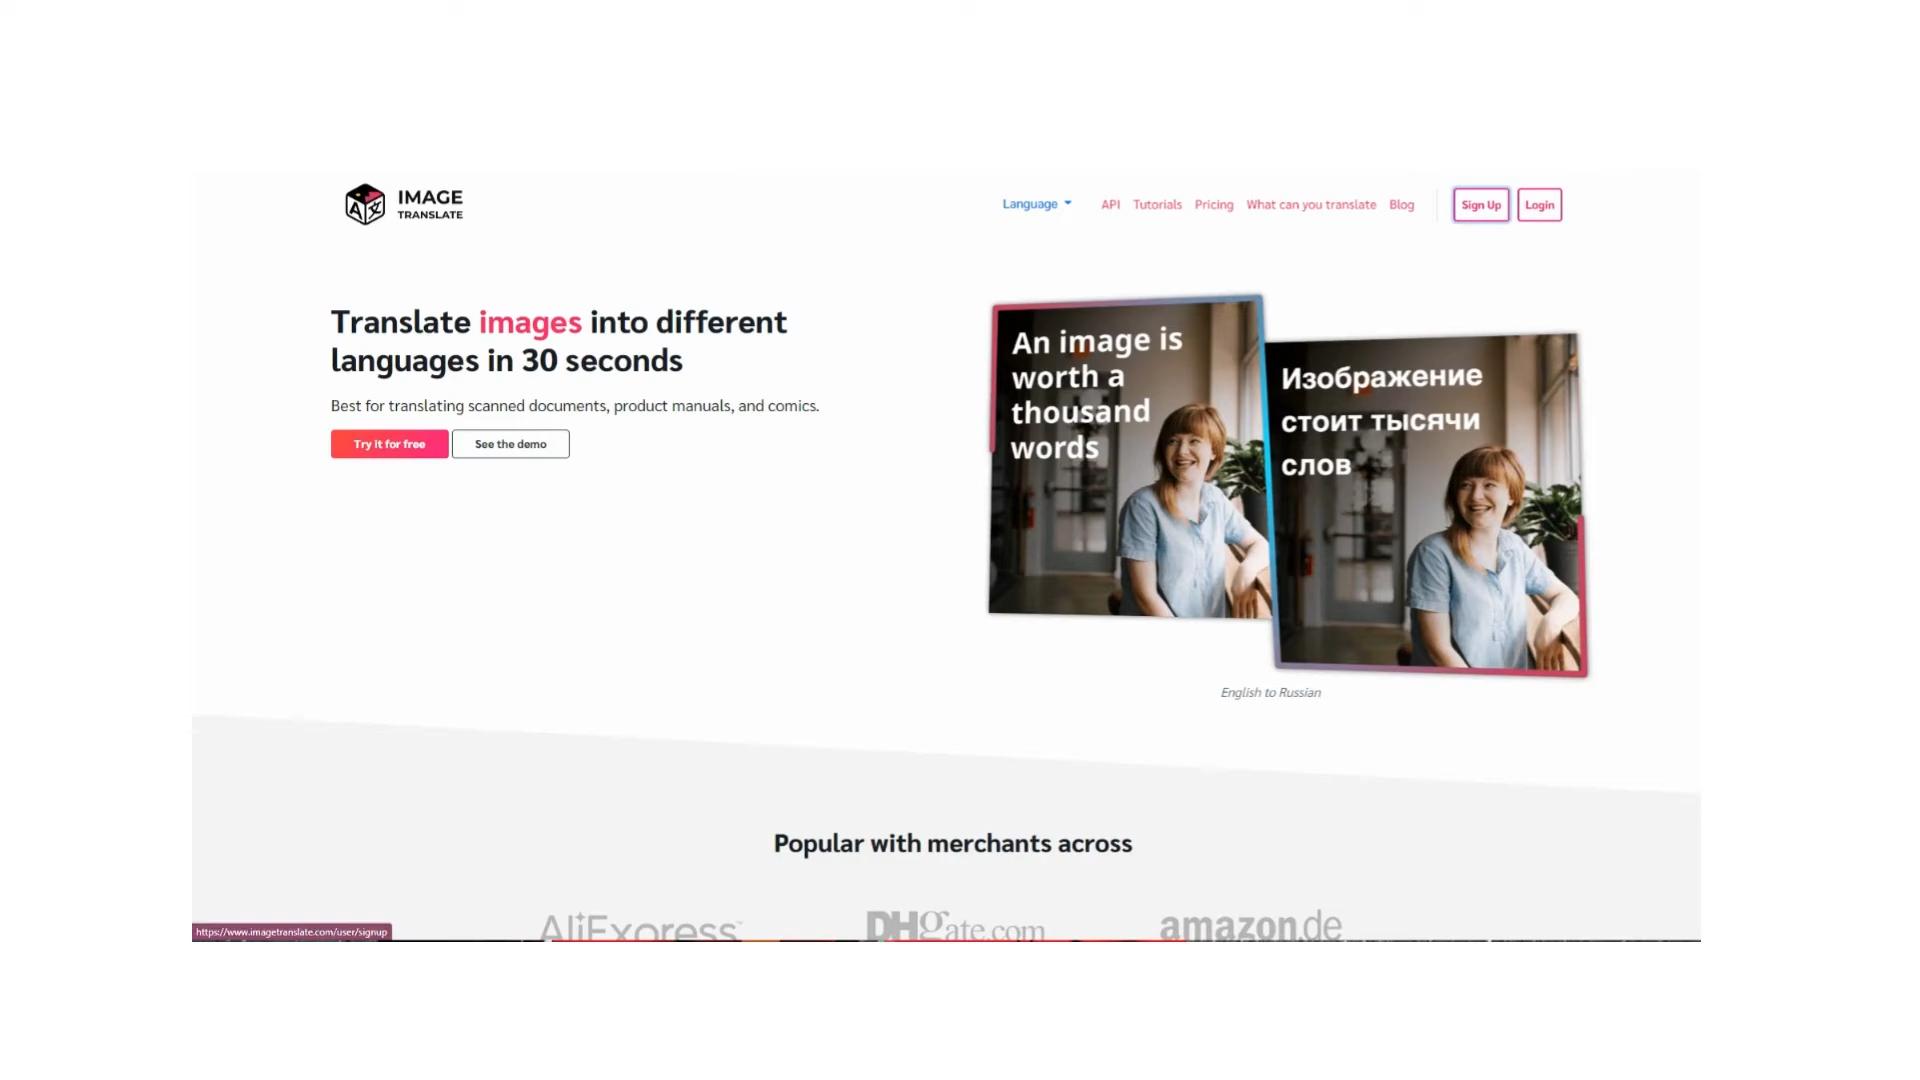 IMAGE
TRANSLATE
Language
API
Tutorials
Pricing
What can you translate
Blog
Sign Up
Login
Translate images into different
languages in 30 seconds
Best for translating scanned documents, product manuals, and comics.
Try it for free
See the demo
An image is
worth a
thousand
words
Изображение
стоит тысячи
слов
English to Russian
Popular with merchants across
AliExpress
DHgate.com
amazon.de
https://www.imagetranslate.com/user/signup